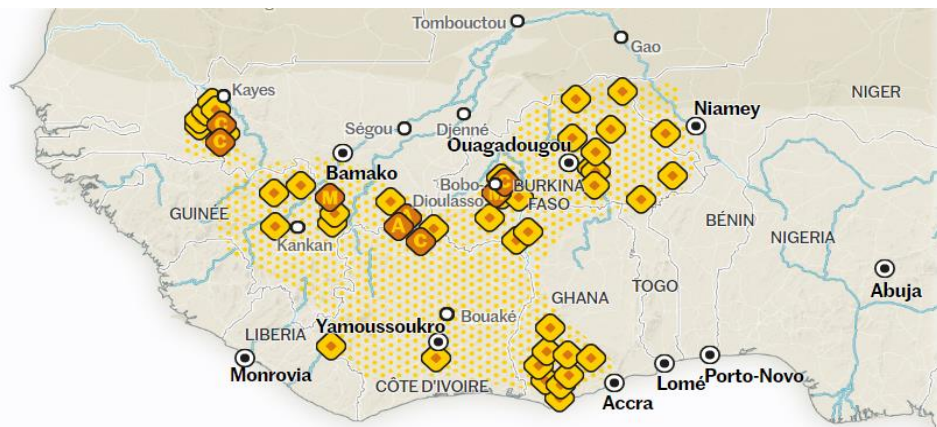 Tombouctou
Gao
Kayes
NIGER
Niamey
Ségou
Djenné
Ouagadougou
Bamako
Bobo-
Dioulasso
BURKINA
FASO
C
C
M
C
M
A
C
GUINÉE
Kankan
BÉNIN
NIGERIA
Abuja
GHANA
TOGO
Bouaké
LIBERIA
Yamoussoukro
Monrovia
CÔTE D'IVOIRE
Accra
Lomé
Porto-Novo